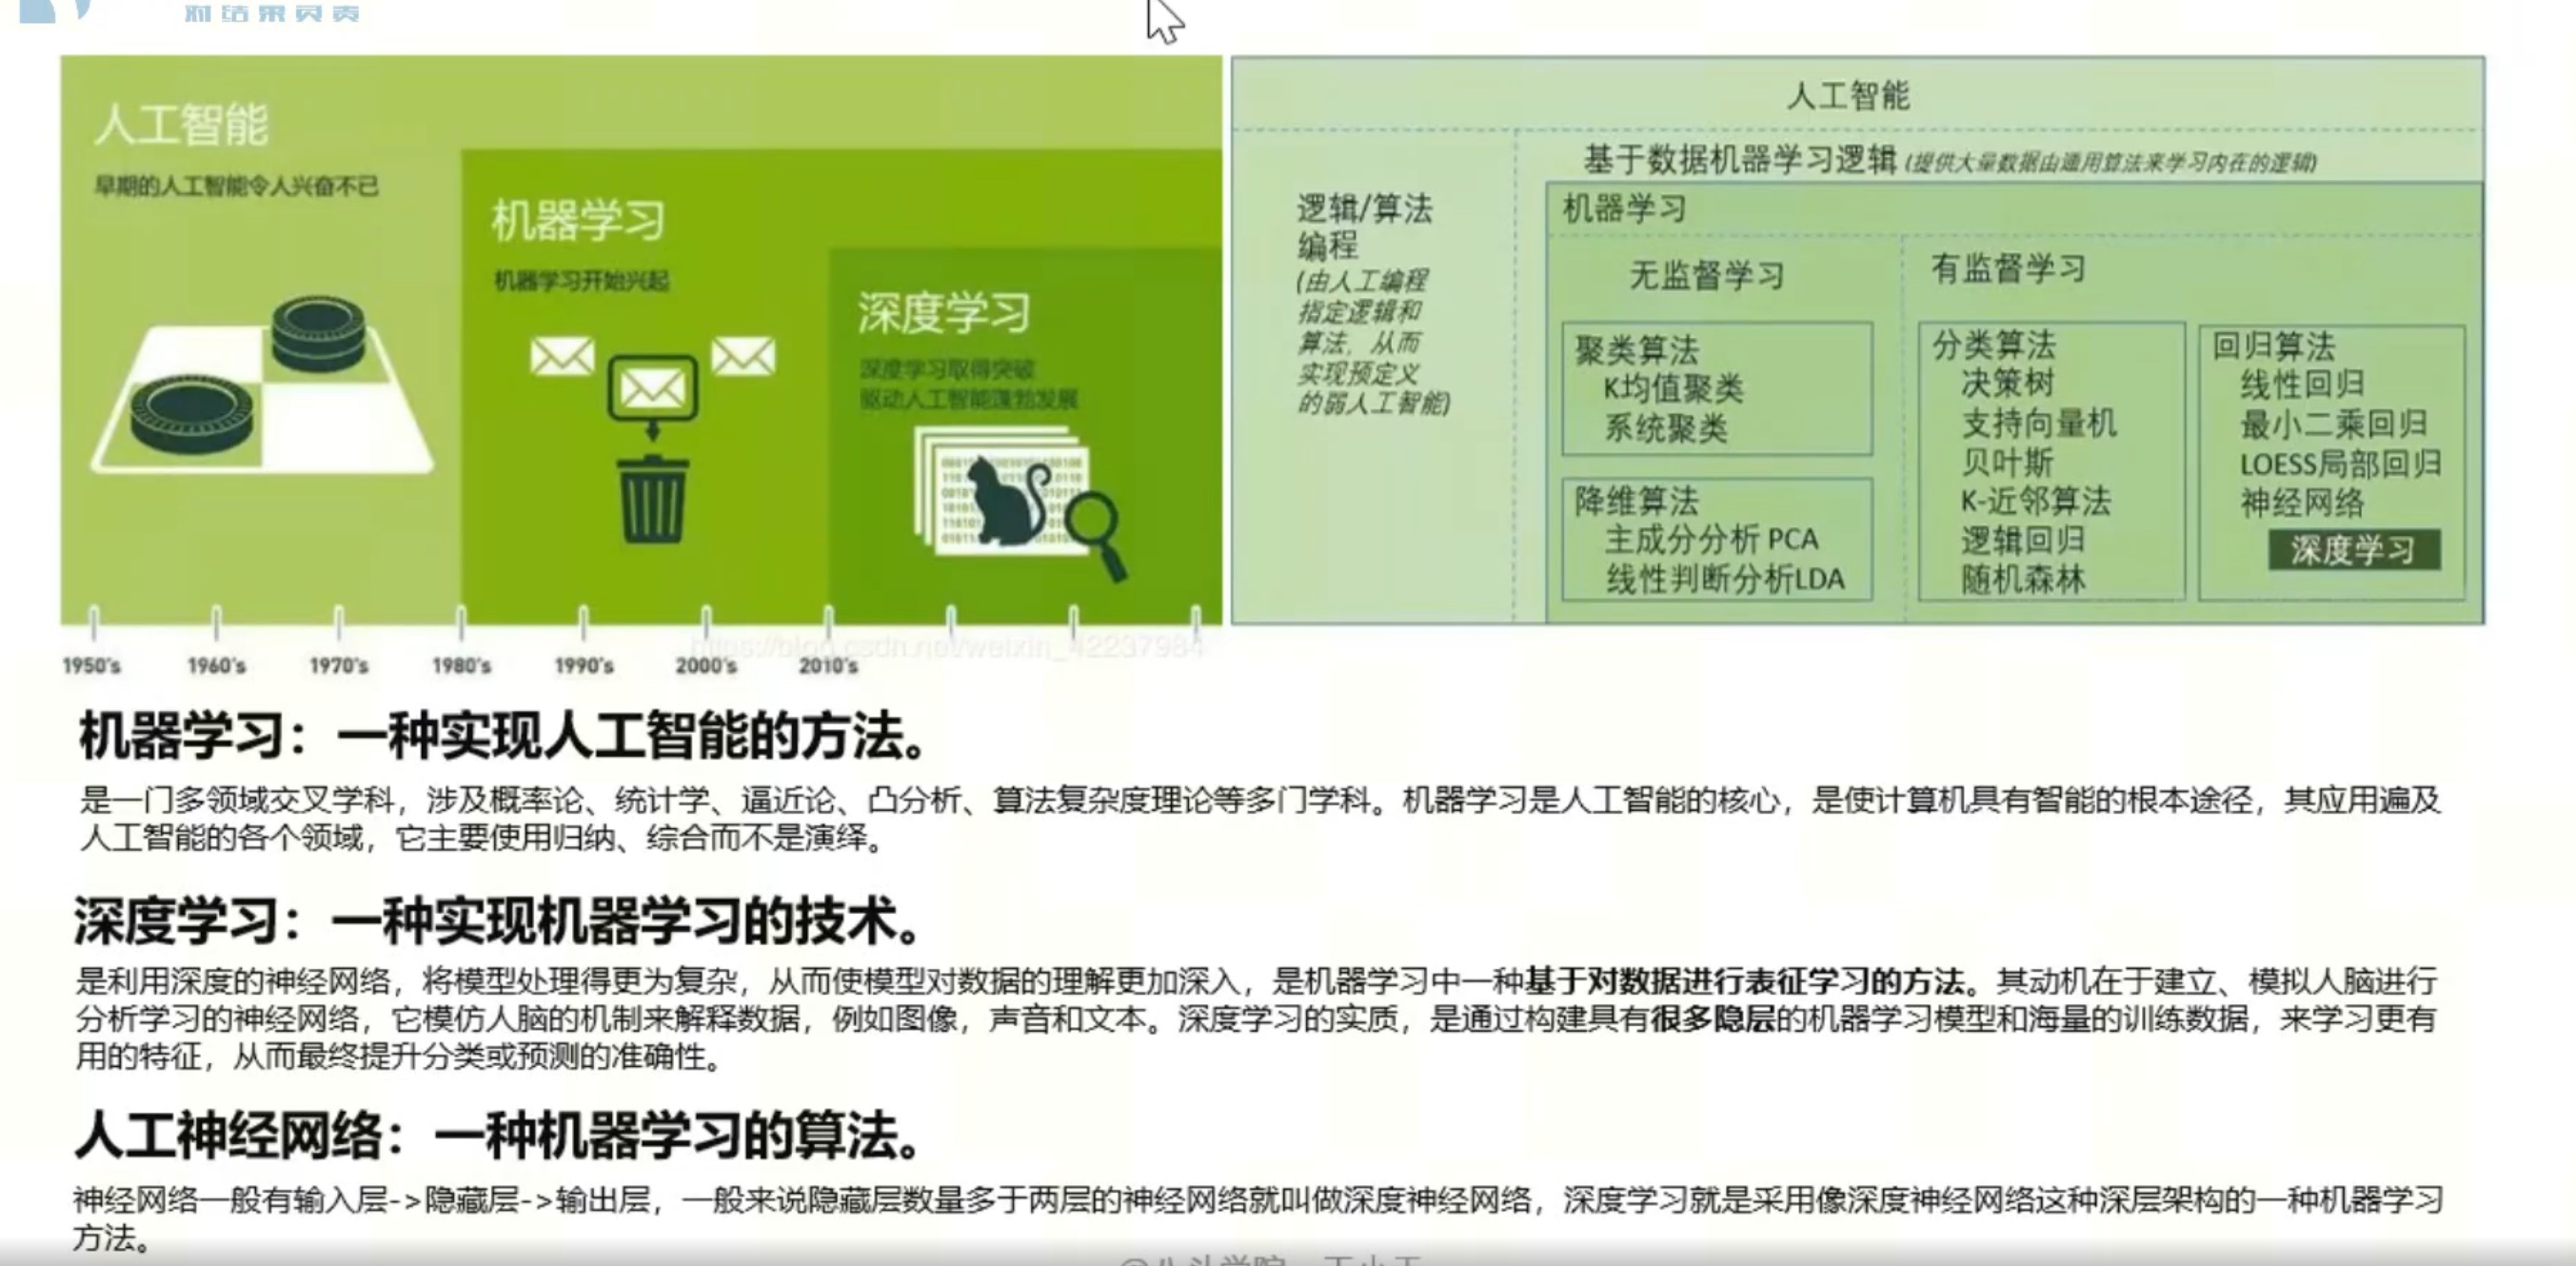 对结果负责
人工智能
早期的人工智能令人兴奋不已
机器学习
机器学习开始兴起
深度学习
深度学习取得突破
驱动人工智能蓬勃发展
1950's 1960's 1970's 1980's 1990's 2000's 2010's
https://blog.csdn.net/weixin_42237984
人工智能
逻辑/算法
编程
(由人工编程
指定逻辑和
算法，从而
实现预定义
的弱人工智能)
基于数据机器学习逻辑 (提供大量数据由通用算法来学习内在的逻辑)
机器学习
无监督学习
聚类算法
K均值聚类
系统聚类
降维算法
主成分分析 PCA
线性判断分析LDA
有监督学习
分类算法
决策树
支持向量机
贝叶斯
K-近邻算法
逻辑回归
随机森林
回归算法
线性回归
最小二乘回归
LOESS局部回归
神经网络
深度学习
机器学习：一种实现人工智能的方法。
是一门多领域交叉学科，涉及概率论、统计学、逼近论、凸分析、算法复杂度理论等多门学科。机器学习是人工智能的核心，是使计算机具有智能的根本途径，其应用遍及
人工智能的各个领域，它主要使用归纳、综合而不是演绎。
深度学习：一种实现机器学习的技术。
是利用深度的神经网络，将模型处理得更为复杂，从而使模型对数据的理解更加深入，是机器学习中一种基于对数据进行表征学习的方法。其动机在于建立、模拟人脑进行
分析学习的神经网络，它模仿人脑的机制来解释数据，例如图像，声音和文本。深度学习的实质，是通过构建具有很多隐层的机器学习模型和海量的训练数据，来学习更有
用的特征，从而最终提升分类或预测的准确性。
人工神经网络：一种机器学习的算法。
神经网络一般有输入层->隐藏层->输出层，一般来说隐藏层数量多于两层的神经网络就叫做深度神经网络，深度学习就是采用像深度神经网络这种深层架构的一种机器学习
方法。